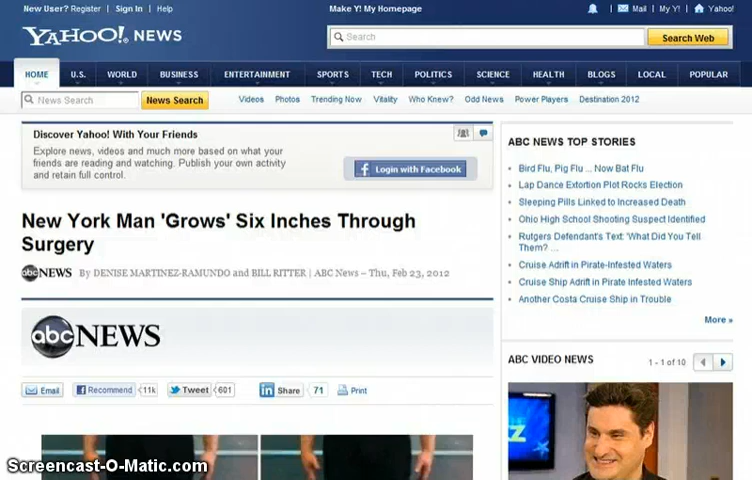 New User? Register | Sign In | Help
Make Y! My Homepage
Mail | My Y! | Yahoo!
YAHOO! NEWS
Search
Search Web
HOME U.S. WORLD BUSINESS ENTERTAINMENT SPORTS TECH POLITICS SCIENCE HEALTH BLOGS LOCAL POPULAR
News Search
News Search
Videos Photos Trending Now Vitality Who Knew? Odd News Power Players Destination 2012
Discover Yahoo! With Your Friends
Explore news, videos and much more based on what your
friends are reading and watching. Publish your own activity
and retain full control.
f Login with Facebook
New York Man 'Grows' Six Inches Through
Surgery
abc NEWS By DENISE MARTINEZ-RAMUNDO and BILL RITTER | ABC News – Thu, Feb 23, 2012
abc NEWS
Email f Recommend 11k Tweet 601 in Share 71 Print
ABC NEWS TOP STORIES
Bird Flu, Pig Flu ... Now Bat Flu
Lap Dance Extortion Plot Rocks Election
Sleeping Pills Linked to Increased Death
Ohio High School Shooting Suspect Identified
Rutgers Defendant's Text: 'What Did You Tell
Them? ...
Cruise Adrift in Pirate-Infested Waters
Cruise Ship Adrift in Pirate Infested Waters
Another Costa Cruise Ship in Trouble
More »
ABC VIDEO NEWS
1 - 1 of 10
Z
Screencast-O-Matic.com